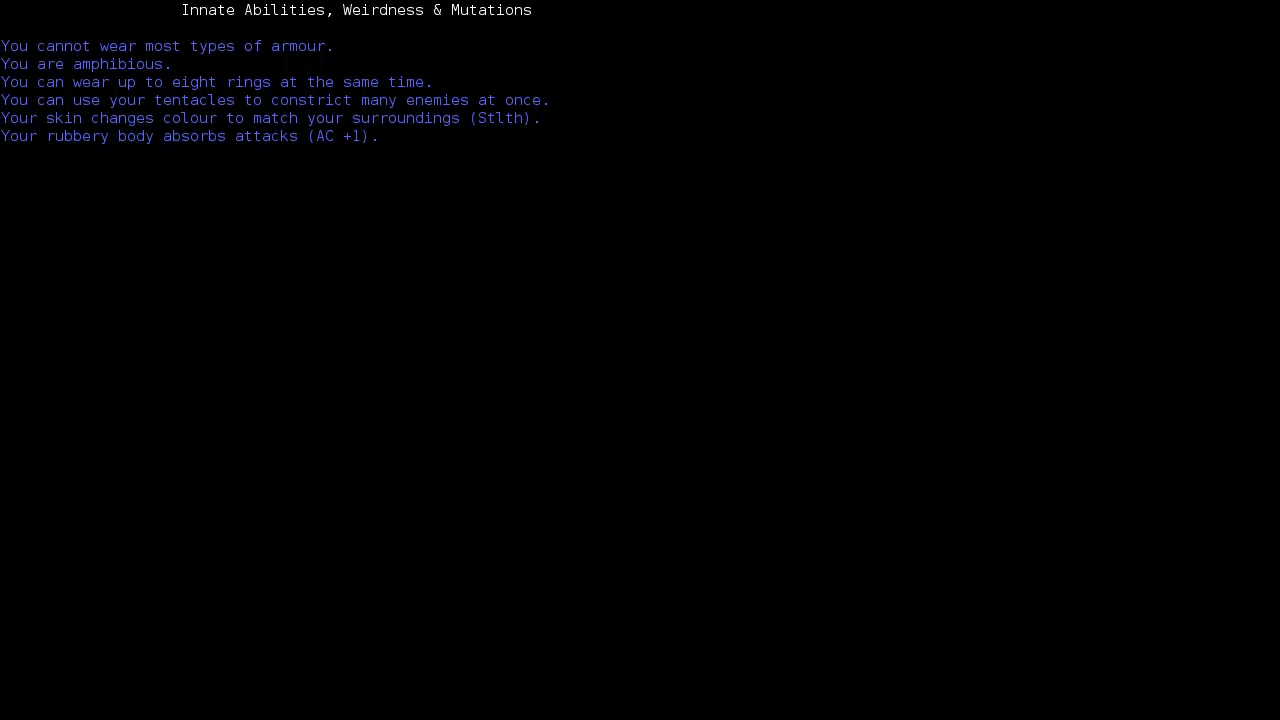 Innate Abilities, Weirdness & Mutations
You cannot wear most types of armour.
You are amphibious.
You can wear up to eight rings at the same time.
You can use your tentacles to constrict many enemies at once.
Your skin changes colour to match your surroundings (Stlth).
Your rubbery body absorbs attacks (AC +1).